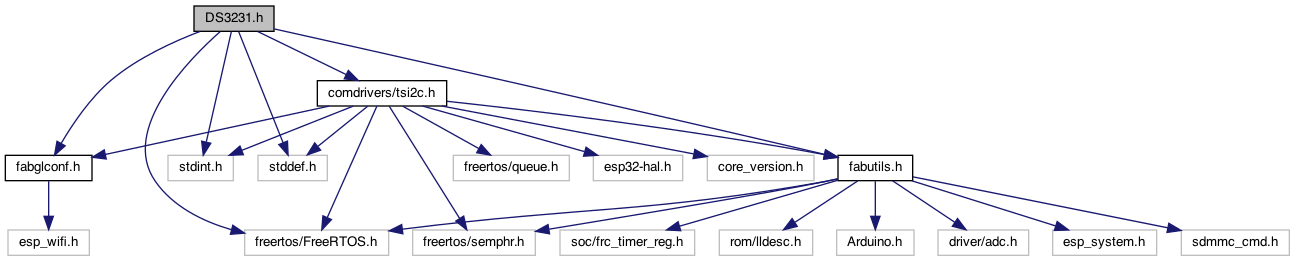 DS3231.h
comdrivers/tsi2c.h
fabglconf.h
stdint.h
stddef.h
freertos/queue.h
esp32-hal.h
core_version.h
fabutils.h
esp_wifi.h
freertos/FreeRTOS.h
freertos/semphr.h
soc/frc_timer_reg.h
rom/lldesc.h
Arduino.h
driver/adc.h
esp_system.h
sdmmc_cmd.h